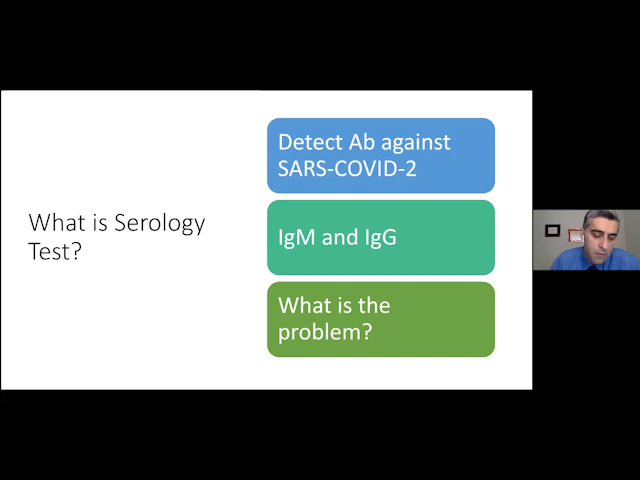 What is Serology
Test?
Detect Ab against
SARS-COVID-2
IgM and IgG
What is the
problem?